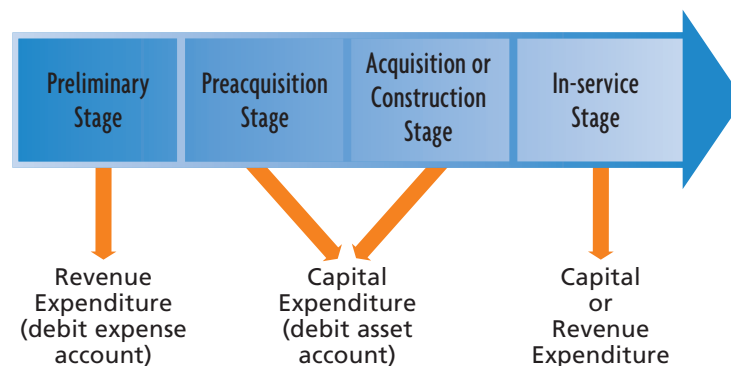 Preliminary
Stage
Preacquisition
Stage
Acquisition or
Construction
Stage
In-service
Stage
Revenue
Expenditure
(debit expense
account)
Capital
Expenditure
(debit asset
account)
Capital
or
Revenue
Expenditure